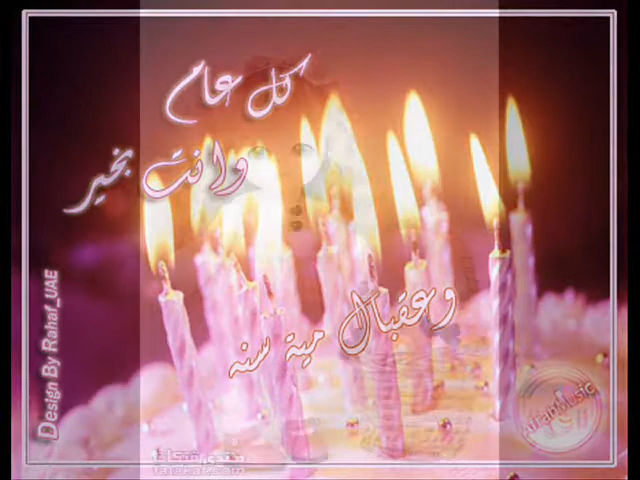 كل عام
وانت بخير
وعقبال مية سنه
Design By Rahaf_UAE